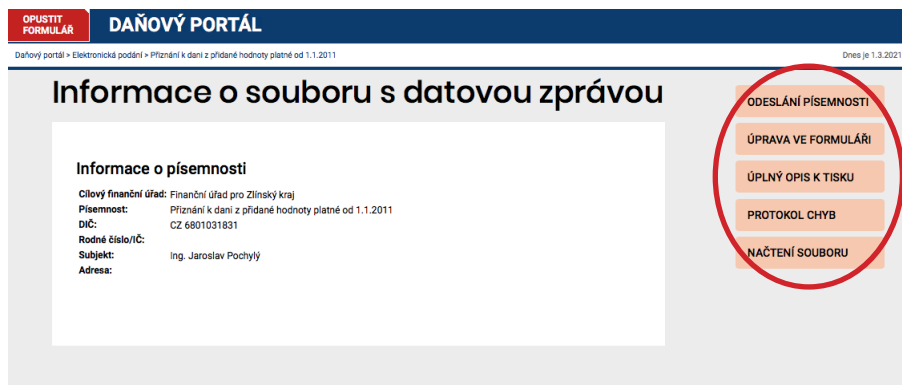 OPUSTIT
FORMULÁŘ
DAŇOVÝ PORTÁL
Daňový portál > Elektronická podání > Přiznání k dani z přidané hodnoty platné od 1.1.2011
Dnes je 1.3.2021
Informace o souboru s datovou zprávou
Informace o písemnosti
Cílový finanční úřad: Finanční úřad pro Zlínský kraj
Písemnost: Přiznání k dani z přidané hodnoty platné od 1.1.2011
DIČ: CZ 6801031831
Rodné číslo/IČ:
Subjekt: Ing. Jaroslav Pochylý
Adresa:
ODESLÁNÍ PÍSEMNOSTI
ÚPRAVA VE FORMULÁŘI
ÚPLNÝ OPIS K TISKU
PROTOKOL CHYB
NAČTENÍ SOUBORU